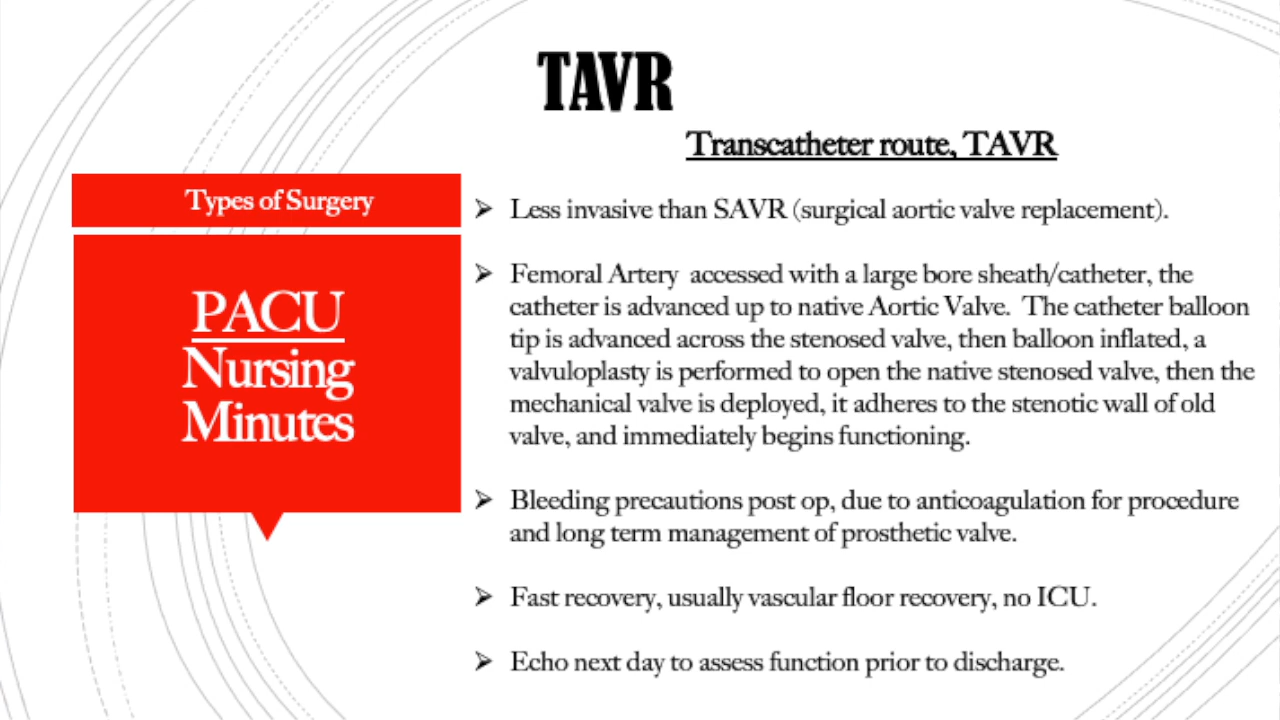 TAVR
Transcatheter route, TAVR
Types of Surgery
PACU
Nursing
Minutes
➢ Less invasive than SAVR (surgical aortic valve replacement).
➢ Femoral Artery accessed with a large bore sheath/catheter, the
catheter is advanced up to native Aortic Valve. The catheter balloon
tip is advanced across the stenosed valve, then balloon inflated, a
valvuloplasty is performed to open the native stenosed valve, then the
mechanical valve is deployed, it adheres to the stenotic wall of old
valve, and immediately begins functioning.
➢ Bleeding precautions post op, due to anticoagulation for procedure
and long term management of prosthetic valve.
➢ Fast recovery, usually vascular floor recovery, no ICU.
➢ Echo next day to assess function prior to discharge.